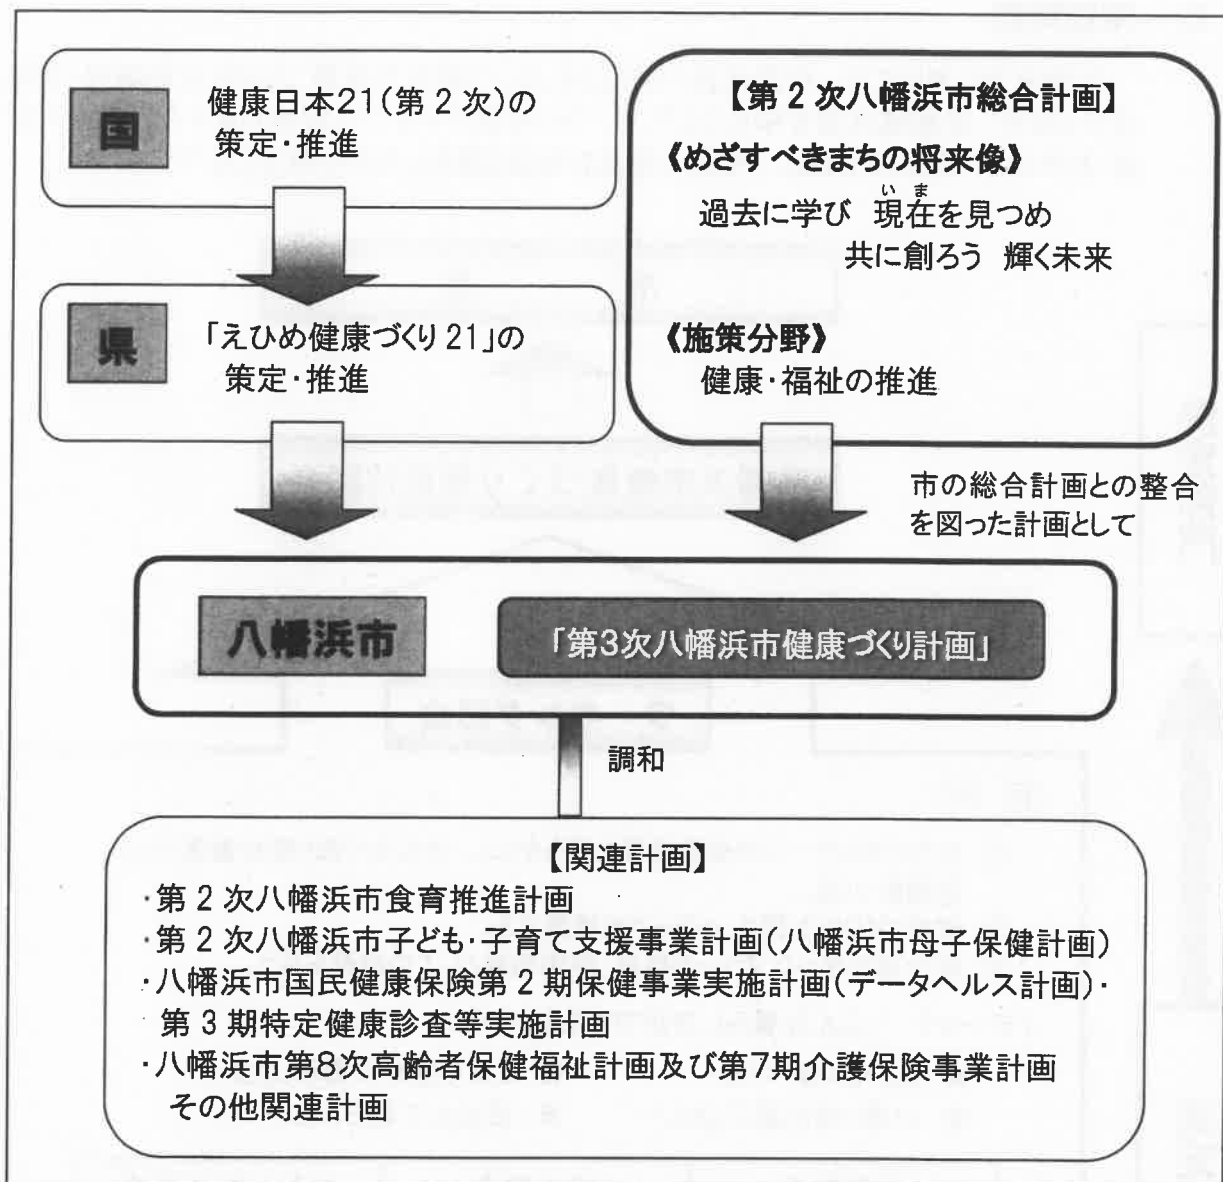 国
健康日本21(第2次)の
策定・推進
県
「えひめ健康づくり21」の
策定・推進
【第2次八幡浜市総合計画】
《めざすべきまちの将来像》
いま
過去に学び 現在を見つめ
共に創ろう 輝く未来
《施策分野》
健康・福祉の推進
市の総合計画との整合
を図った計画として
八幡浜市
「第3次八幡浜市健康づくり計画」
調和
【関連計画】
・第2次八幡浜市食育推進計画
・第2次八幡浜市子ども・子育て支援事業計画(八幡浜市母子保健計画)
・八幡浜市国民健康保険第2期保健事業実施計画(データヘルス計画)・
第3期特定健康診査等実施計画
・八幡浜市第8次高齢者保健福祉計画及び第7期介護保険事業計画
その他関連計画